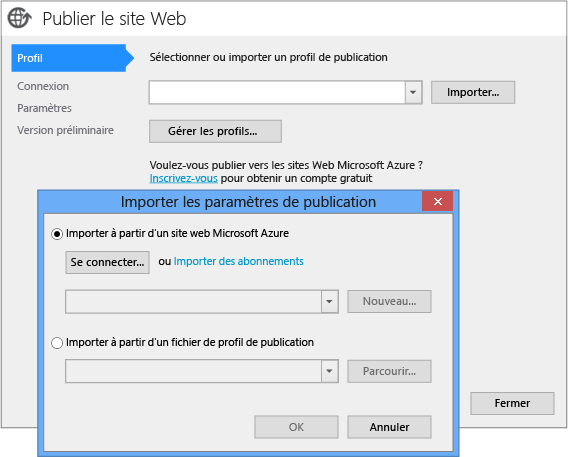 Publier le site Web
Profil
Sélectionner ou importer un profil de publication
Connexion
Importer...
Paramètres
Version préliminaire
Gérer les profils...
Voulez-vous publier vers les sites Web Microsoft Azure ?
Inscrivez-vous pour obtenir un compte gratuit
Importer les paramètres de publication
Importer à partir d'un site web Microsoft Azure
Se connecter... ou Importer des abonnements
Nouveau...
Importer à partir d'un fichier de profil de publication
Parcourir...
Fermer
OK Annuler